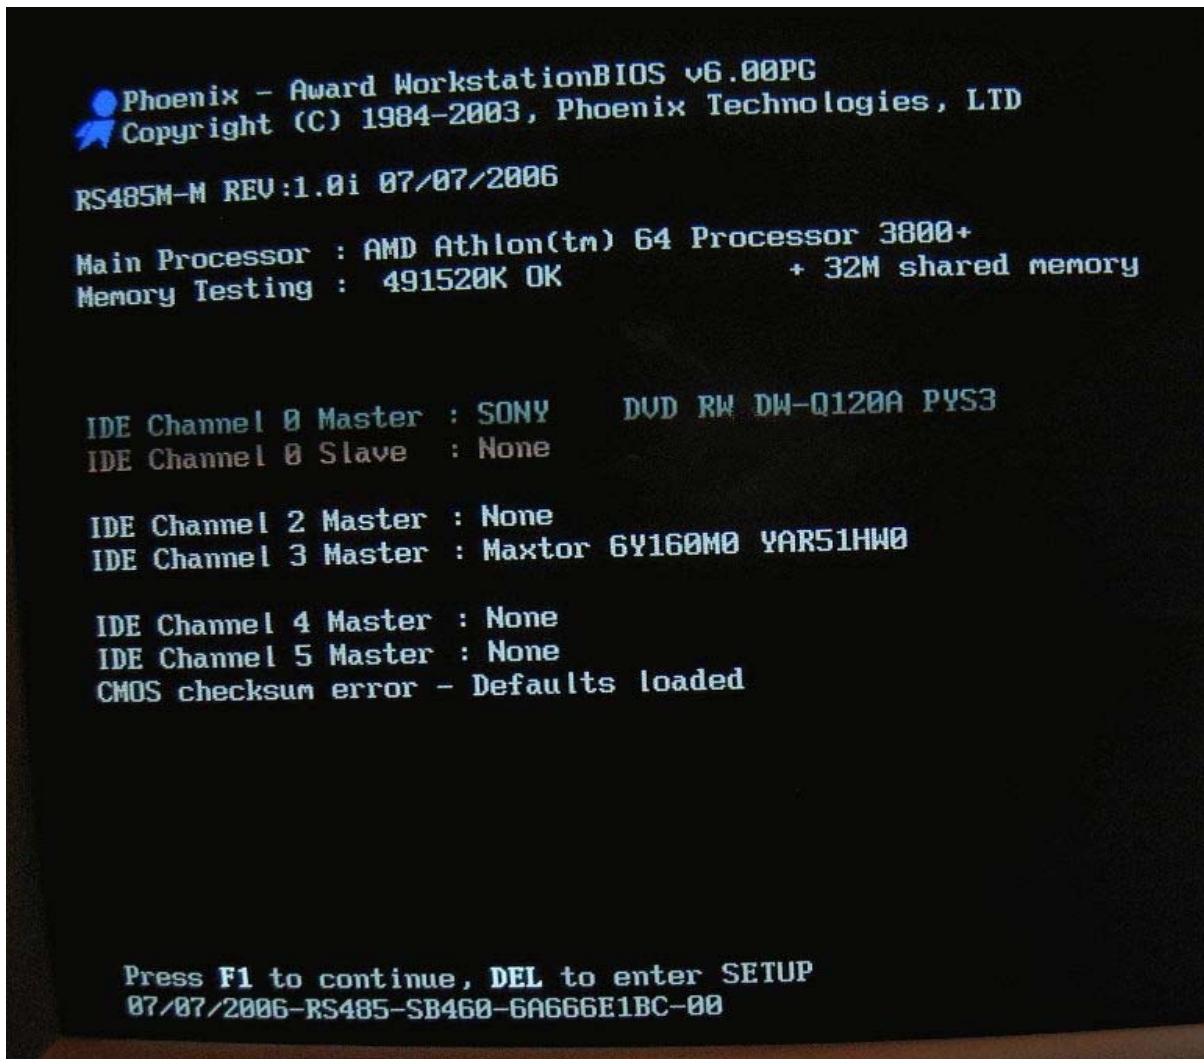 Phoenix - Award WorkstationBIOS v6.00PG
Copyright (C) 1984-2003, Phoenix Technologies, LTD
RS485M-M REV:1.0i 07/07/2006
Main Processor : AMD Athlon(tm) 64 Processor 3800+
Memory Testing : 491520K OK + 32M shared memory
IDE Channel 0 Master : SONY DVD RW DW-Q120A PYS3
IDE Channel 0 Slave : None
IDE Channel 2 Master : None
IDE Channel 3 Master : Maxtor 6Y160M0 YAR51HW0
IDE Channel 4 Master : None
IDE Channel 5 Master : None
CMOS checksum error - Defaults loaded
Press F1 to continue, DEL to enter SETUP
07/07/2006-RS485-SB460-6A666E1BC-00